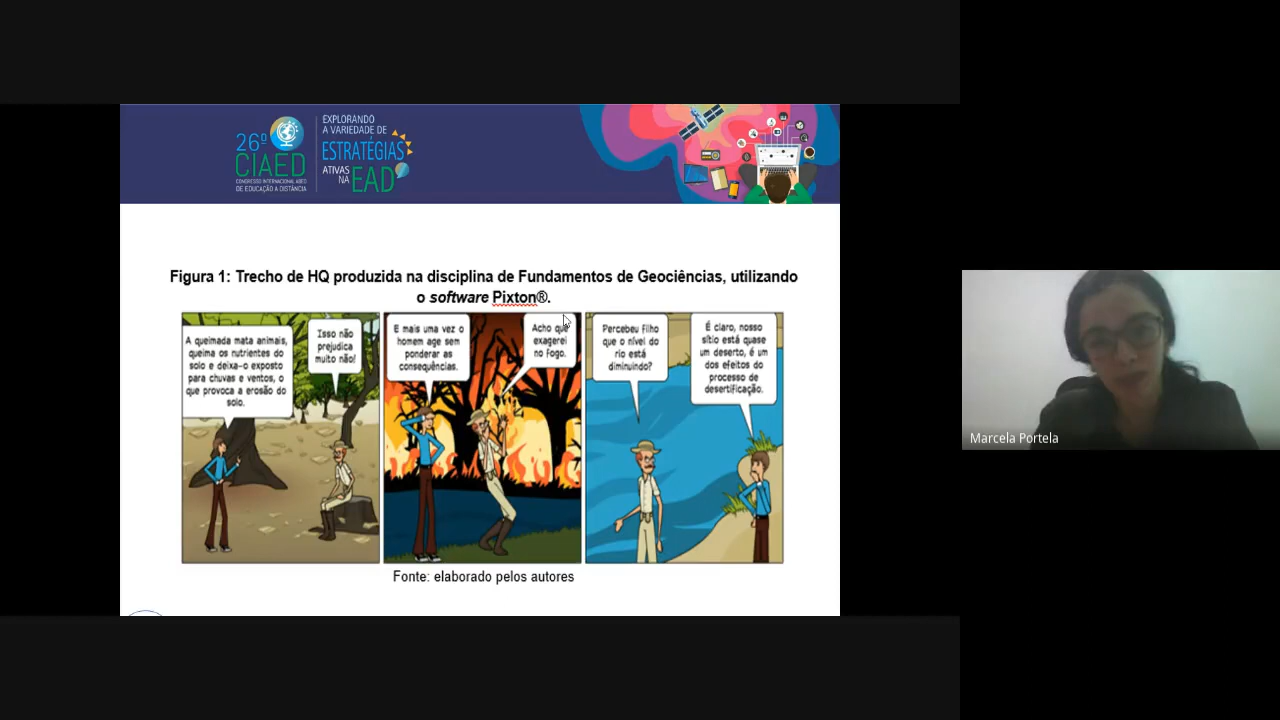 26º
CIAED
CONGRESSO INTERNACIONAL ABED
DE EDUCAÇÃO A DISTÂNCIA
EXPLORANDO
A VARIEDADE DE
ESTRATÉGIAS
ATIVAS
NA EAD
Figura 1: Trecho de HQ produzida na disciplina de Fundamentos de Geociências, utilizando
o software Pixton®.
A queimada mata animais,
queima os nutrientes do
solo e deixa-o exposto
para chuvas e ventos, o
que provoca a erosão do
solo.
Isso não
prejudica
muito não!
E mais uma vez o
homem age sem
ponderar as
consequências.
Acho que
exagerei
no fogo.
Percebeu filho
que o nível do
rio está
diminuindo?
É claro, nosso
sítio está quase
um deserto, é um
dos efeitos do
processo de
desertificação.
Fonte: elaborado pelos autores
Marcela Portela